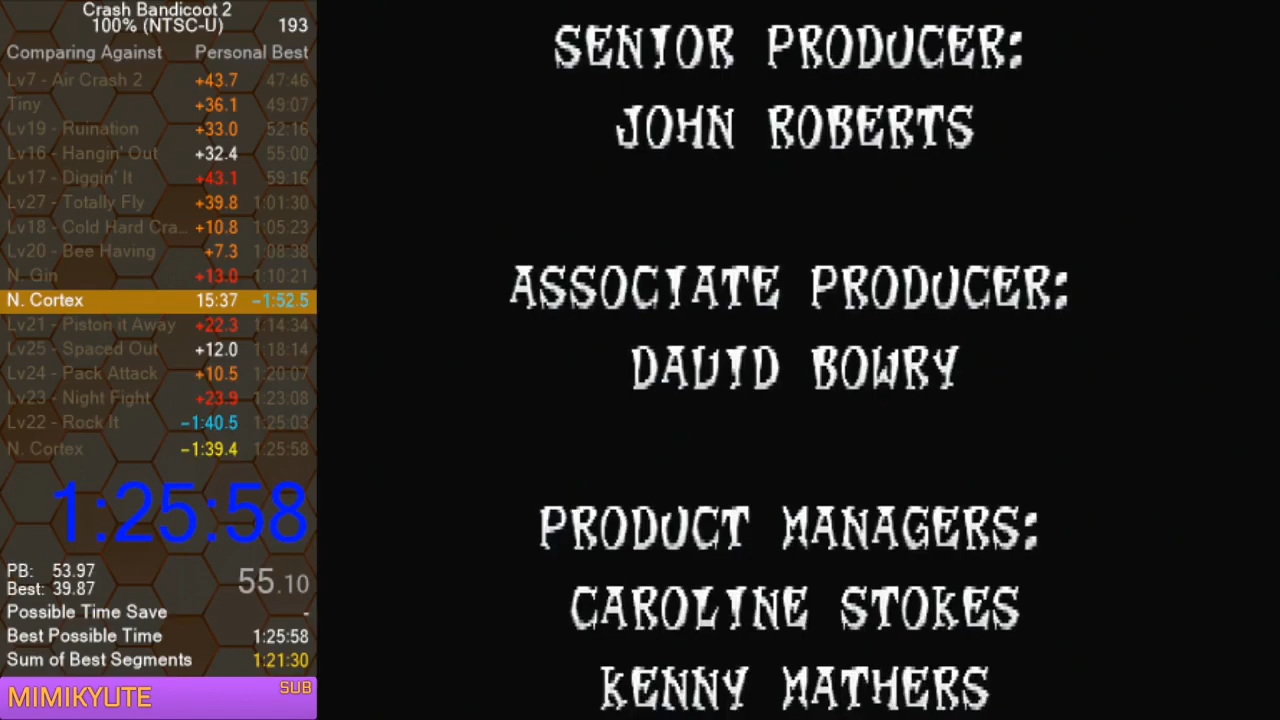 Crash Bandicoot 2
100% (NTSC-U) 193
Comparing Against Personal Best
Lv7 - Air Crash 2 +43.7 47:46
Tiny +36.1 49:07
Lv19 - Ruination +33.0 52:16
Lv16 - Hangin' Out +32.4 55:00
Lv17 - Diggin' It +43.1 59:16
Lv27 - Totally Fly +39.8 1:01:30
Lv18 - Cold Hard Cra... +10.8 1:05:23
Lv20 - Bee Having +7.3 1:08:38
N. Gin +13.0 1:10:21
N. Cortex 15:37 −1:52.5
Lv21 - Piston it Away +22.3 1:14:34
Lv25 - Spaced Out +12.0 1:18:14
Lv24 - Pack Attack +10.5 1:20:07
Lv23 - Night Fight +23.9 1:23:08
Lv22 - Rock It −1:40.5 1:25:03
N. Cortex −1:39.4 1:25:58
1:25:58
PB: 53.97
Best: 39.87
55.10
Possible Time Save -
Best Possible Time 1:25:58
Sum of Best Segments 1:21:30
MIMIKYUTE SUB
SENIOR PRODUCER:
JOHN ROBERTS
ASSOCIATE PRODUCER:
DAVID BOWRY
PRODUCT MANAGERS:
CAROLINE STOKES
KENNY MATHERS